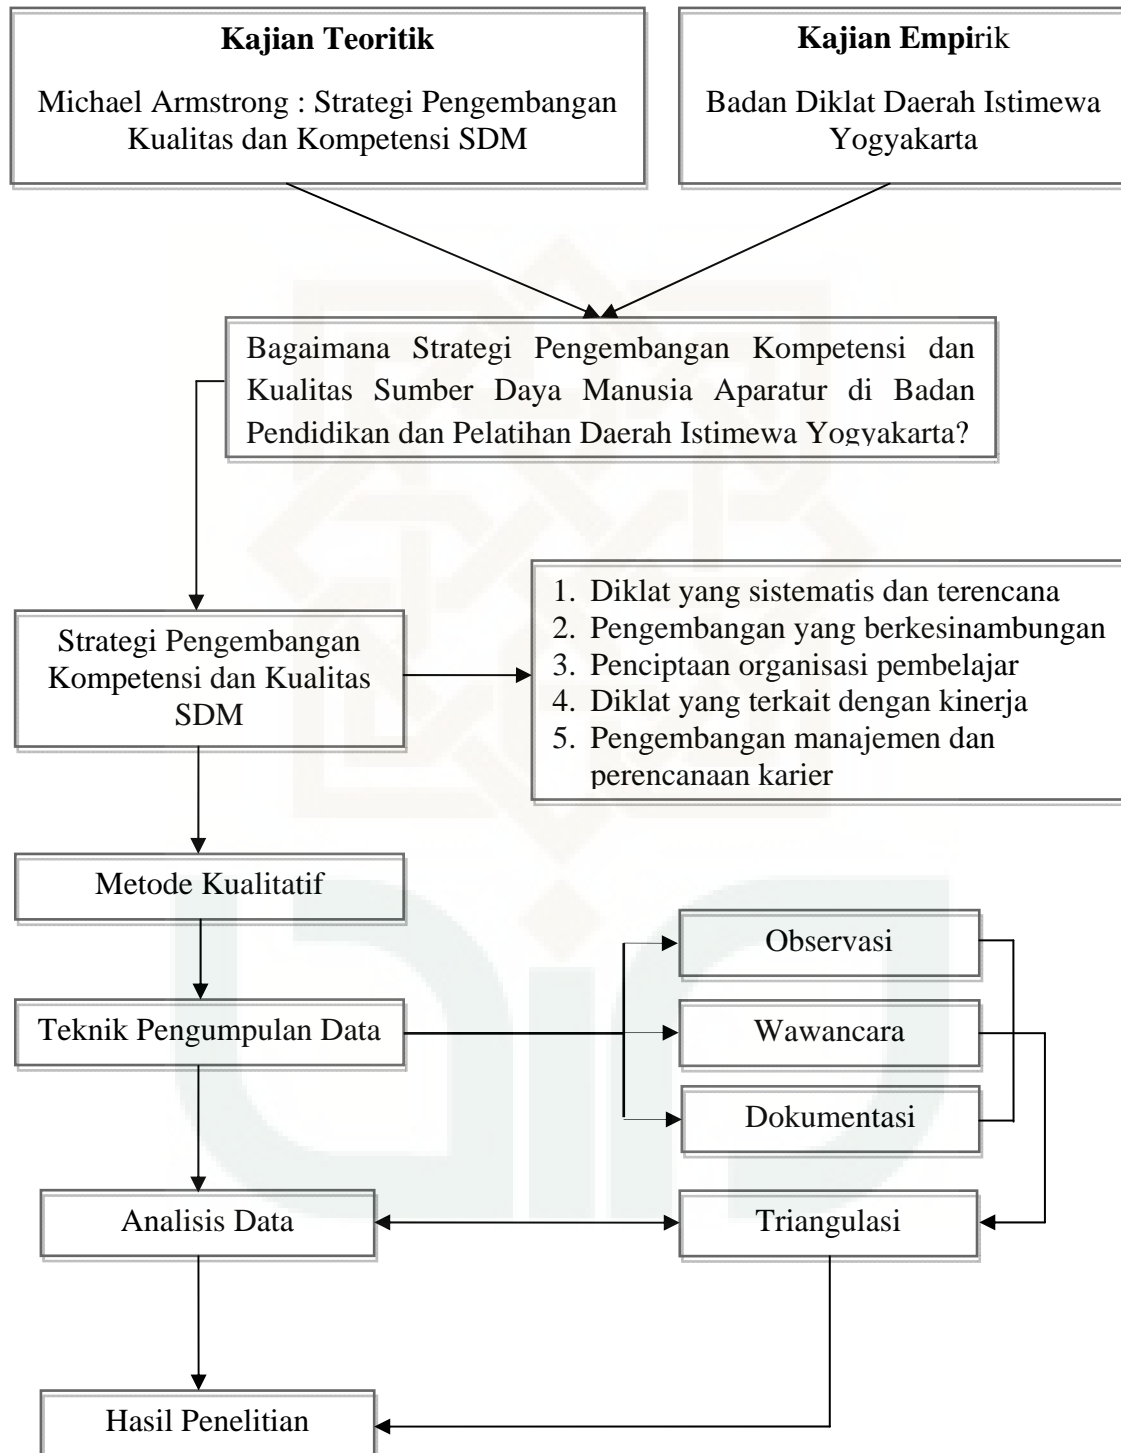 Kajian Teoritik
Michael Armstrong : Strategi Pengembangan
Kualitas dan Kompetensi SDM
Kajian Empirik
Badan Diklat Daerah Istimewa
Yogyakarta
Bagaimana Strategi Pengembangan Kompetensi dan
Kualitas Sumber Daya Manusia Aparatur di Badan
Pendidikan dan Pelatihan Daerah Istimewa Yogyakarta?
Strategi Pengembangan
Kompetensi dan Kualitas
SDM
1. Diklat yang sistematis dan terencana
2. Pengembangan yang berkesinambungan
3. Penciptaan organisasi pembelajar
4. Diklat yang terkait dengan kinerja
5. Pengembangan manajemen dan
perencanaan karier
Metode Kualitatif
Teknik Pengumpulan Data
Observasi
Wawancara
Dokumentasi
Analisis Data
Triangulasi
Hasil Penelitian